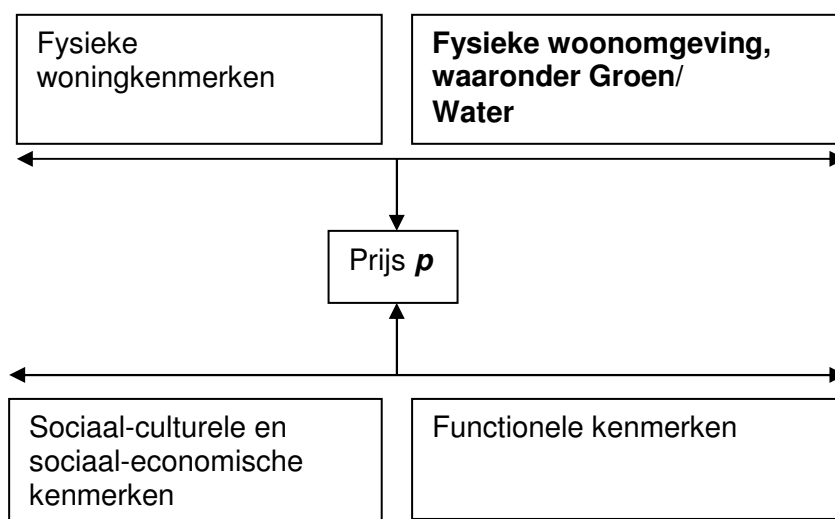 Fysieke
woningkenmerken
Fysieke woonomgeving,
waaronder Groen/
Water
Prijs p
Sociaal-culturele en
sociaal-economische
kenmerken
Functionele kenmerken